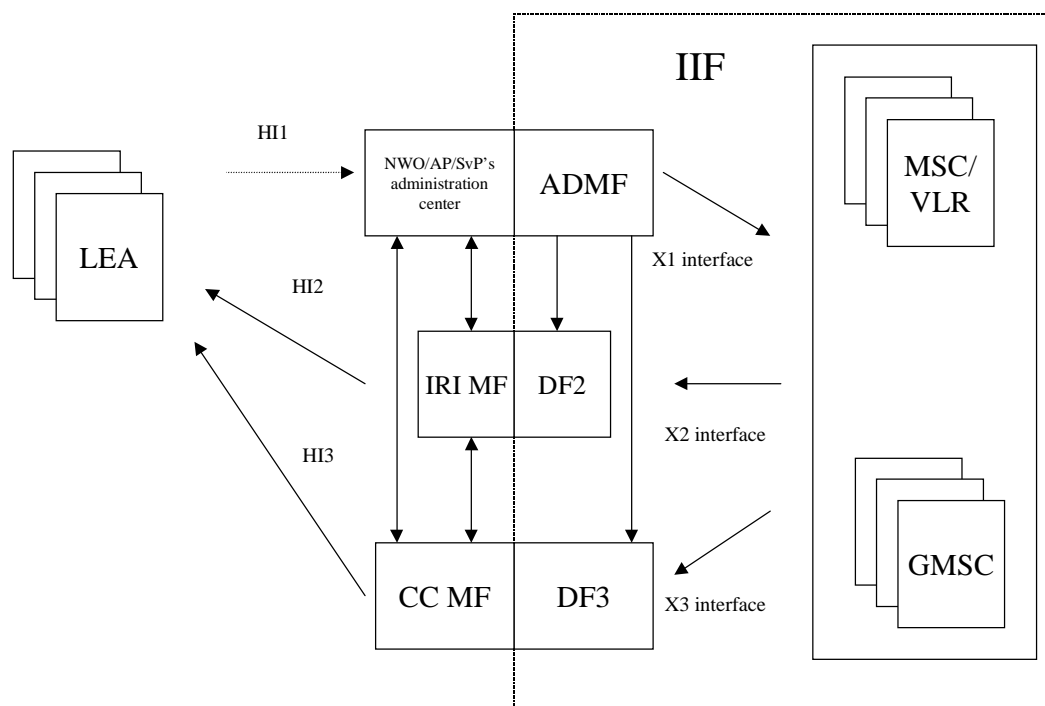 IIF
HI1
NWO/AP/SvP's
administration
center
ADMF
MSC/
VLR
LEA
X1 interface
HI2
IRI MF
DF2
X2 interface
HI3
GMSC
CC MF
DF3
X3 interface